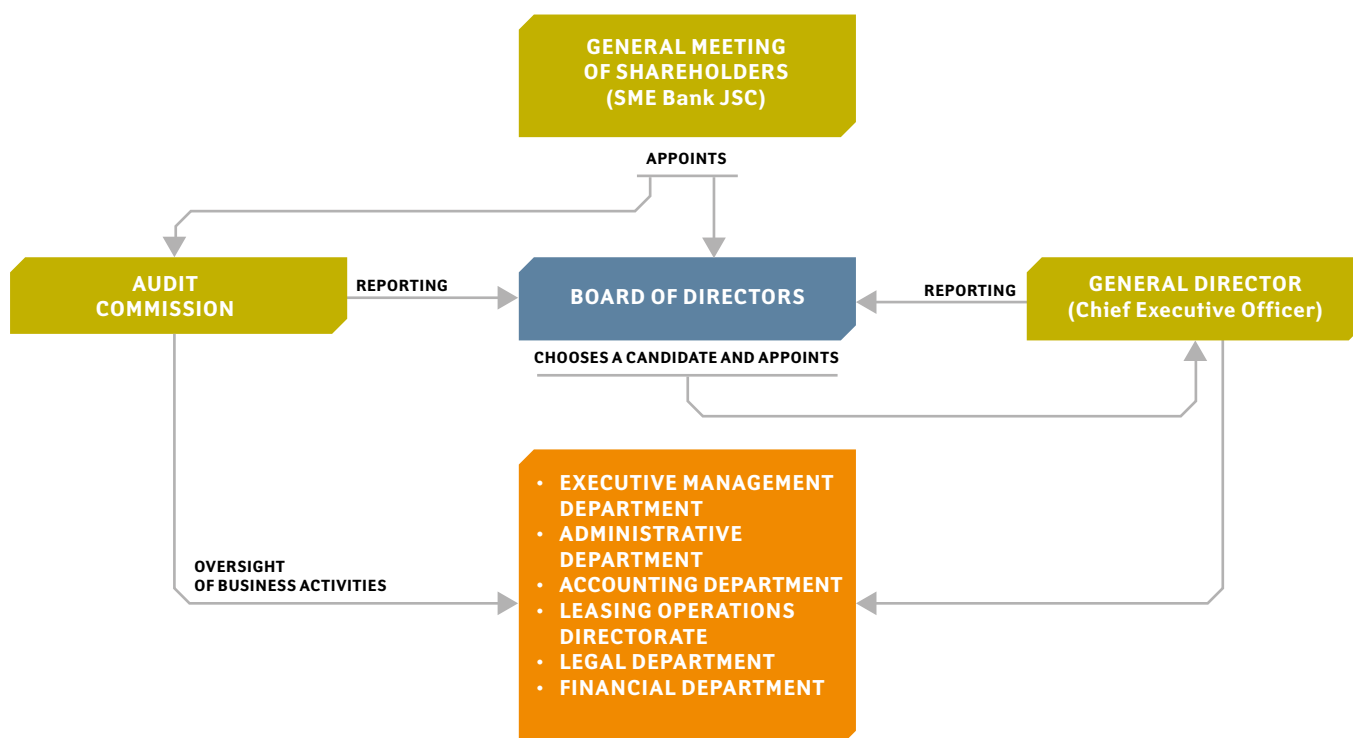 GENERAL MEETING
OF SHAREHOLDERS
(SME Bank JSC)
APPOINTS
AUDIT
COMMISSION
REPORTING
BOARD OF DIRECTORS
REPORTING
GENERAL DIRECTOR
(Chief Executive Officer)
CHOOSES A CANDIDATE AND APPOINTS
• EXECUTIVE MANAGEMENT
DEPARTMENT
• ADMINISTRATIVE
DEPARTMENT
• ACCOUNTING DEPARTMENT
• LEASING OPERATIONS
DIRECTORATE
• LEGAL DEPARTMENT
• FINANCIAL DEPARTMENT
OVERSIGHT
OF BUSINESS ACTIVITIES